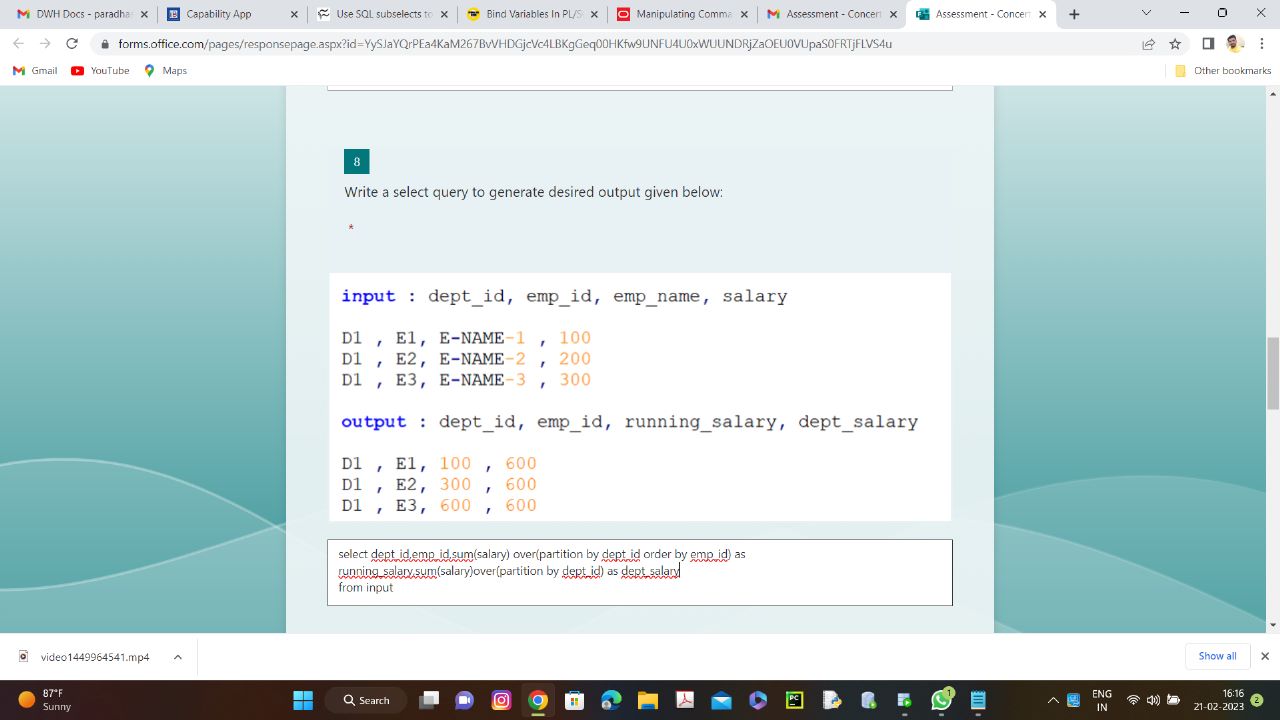 DWH Docs - paradha
Capability App
Use SQL subselects to
Bind Variables In PL/S
Manipulating Comma
Assessment - Concer
Assessment - Concern
forms.office.com/pages/responsepage.aspx?id=
Gmail YouTube Maps
Other bookmarks
8
Write a select query to generate desired output given below:
*
input : dept_id, emp_id, emp_name, salary
D1 , E1, E-NAME-1 , 100
D1 , E2, E-NAME-2 , 200
D1 , E3, E-NAME-3 , 300
output : dept_id, emp_id, running_salary, dept_salary
D1 , E1, 100 , 600
D1 , E2, 300 , 600
D1 , E3, 600 , 600
select dept_id,emp_id,sum(salary) over(partition by dept_id order by emp_id) as
running_salary,sum(salary)over(partition by dept_id) as dept_salary
from input
video1449964541.mp4
Show all
87°F
Sunny
Search
1
ENG
IN
16:16
21-02-2023
2